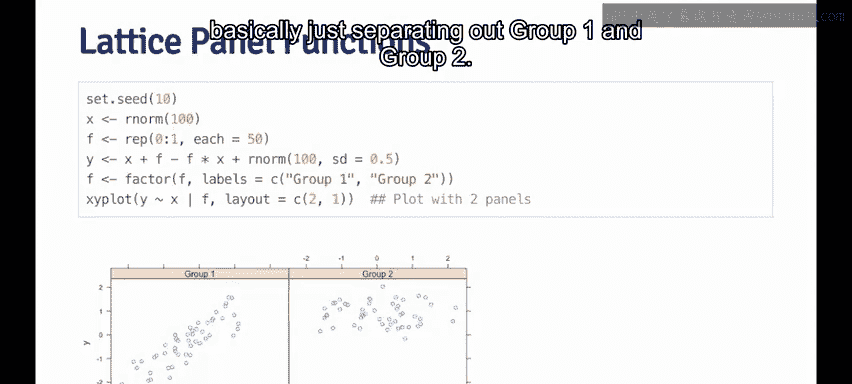 basically just separating out Group 1 and
Group 2.
Lattice Panel Functions
set.seed(10)
x <- rnorm(100)
f <- rep(0:1, each = 50)
y <- x + f - f * x + rnorm(100, sd = 0.5)
f <- factor(f, labels = c("Group 1", "Group 2"))
xyplot(y ~ x | f, layout = c(2, 1))  ## Plot with 2 panels
-2 -1 0 1 2
Group 1 Group 2
2
1
0
y
-1
-2